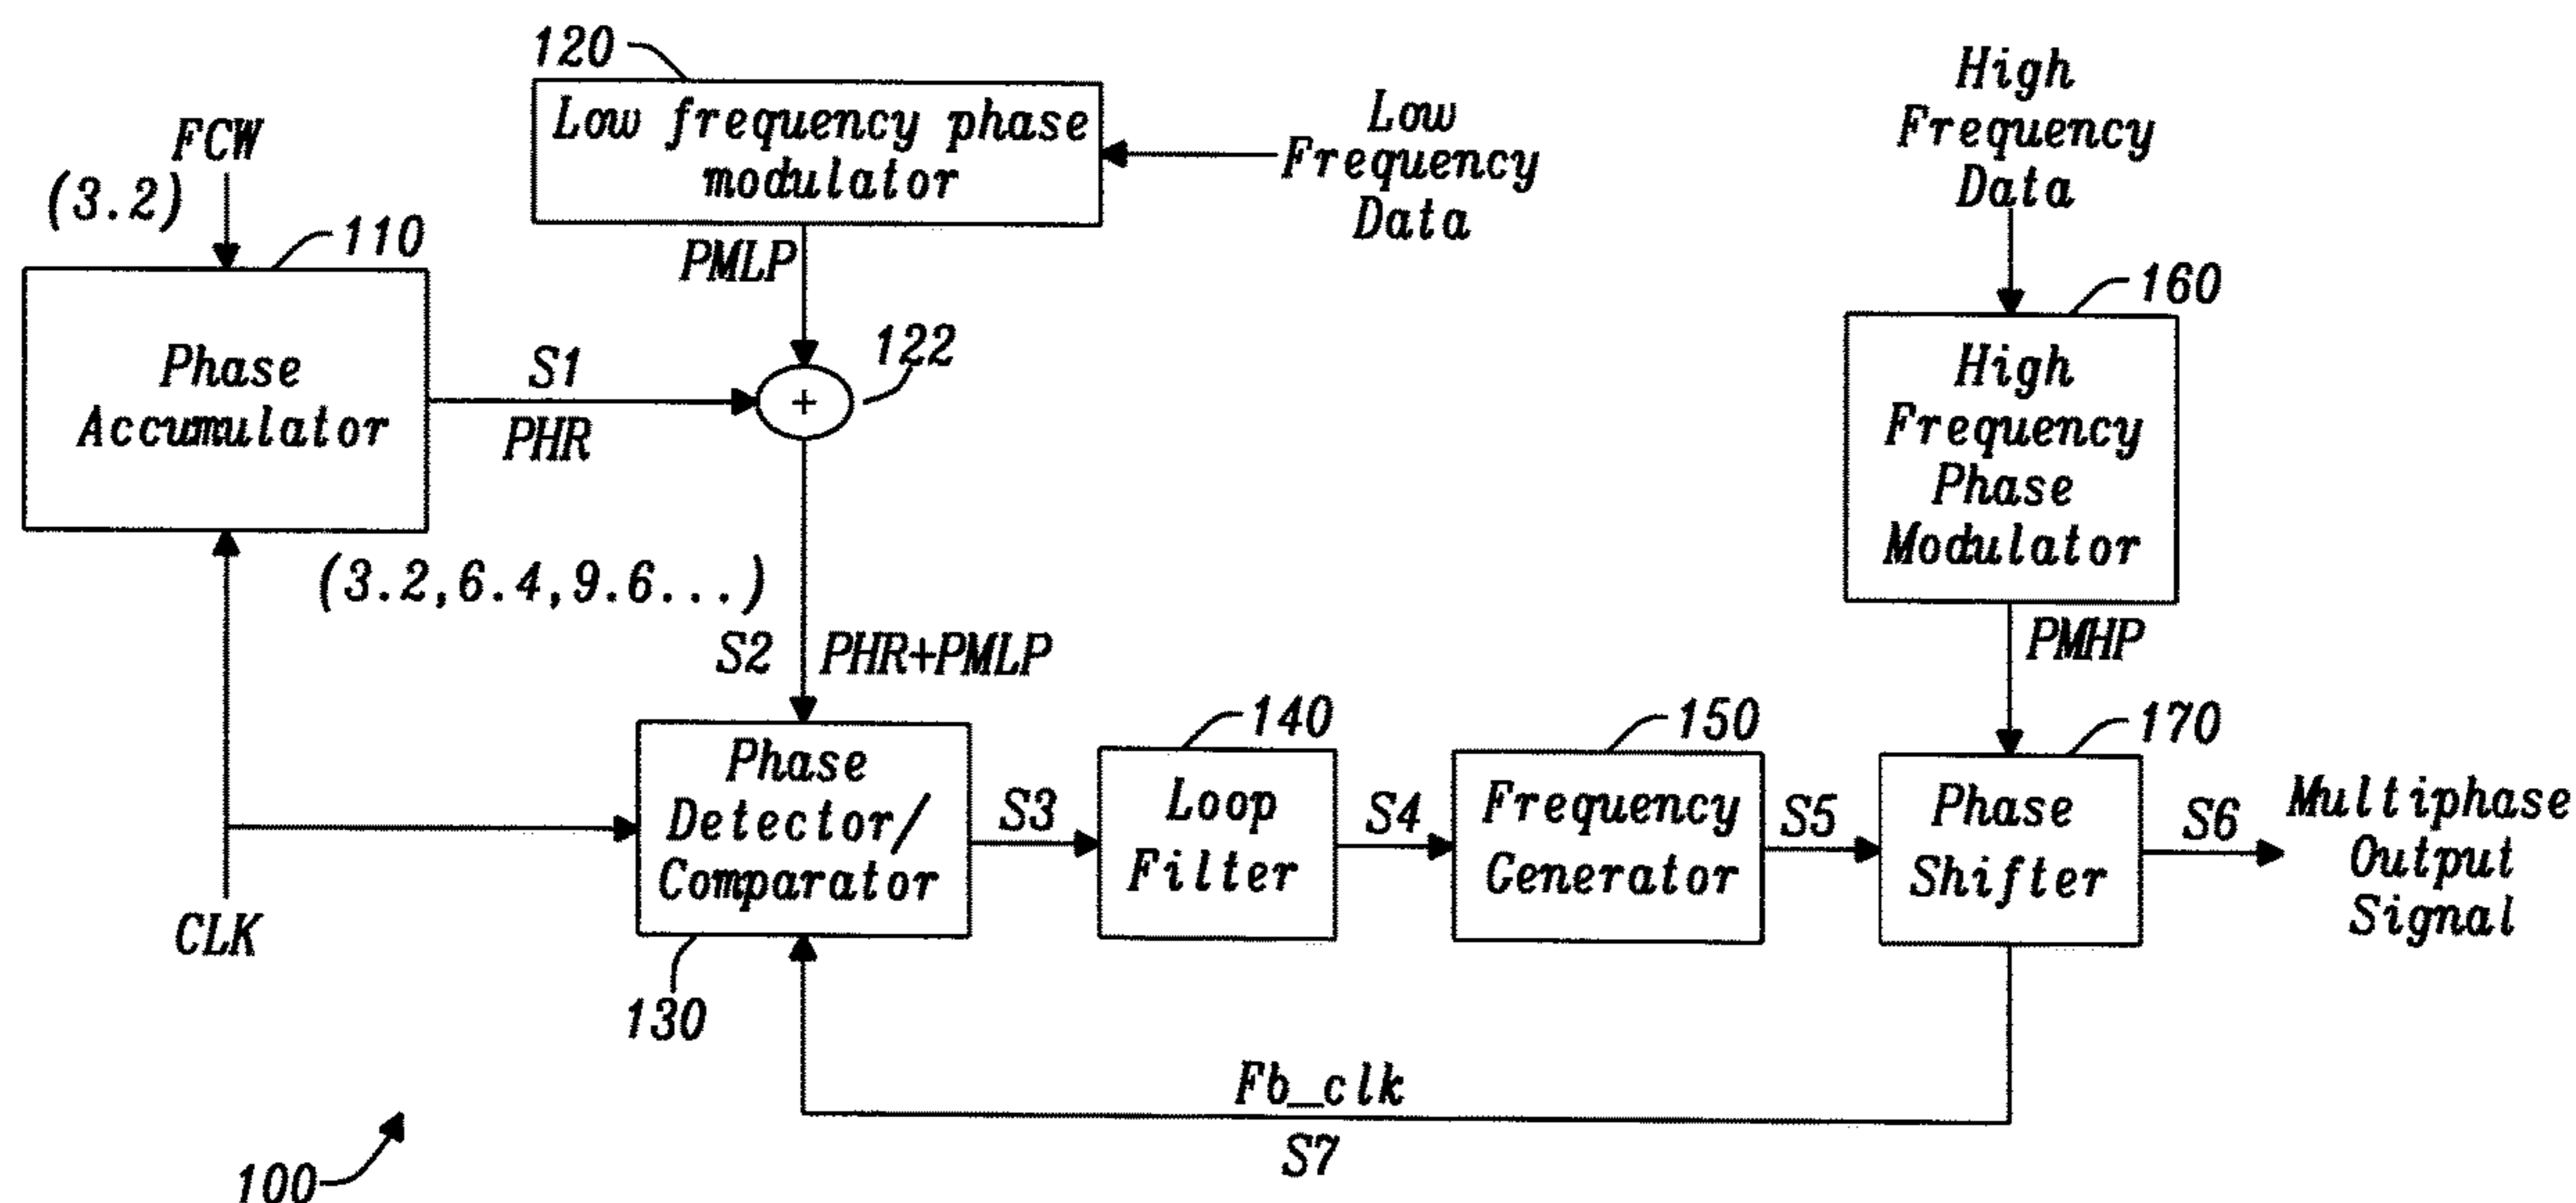 120
Low frequency phase
modulator
Low
Frequency
Data
High
Frequency
Data
FCW
(3.2)
110
PMLP
160
Phase
Accumulator
S1
PHR
+
122
High
Frequency
Phase
Modulator
(3.2,6.4,9.6...)
S2
PHR+PMLP
PMHP
CLK
Phase
Detector/
Comparator
130
S3
140
Loop
Filter
S4
150
Frequency
Generator
S5
170
Phase
Shifter
S6
Multiphase
Output
Signal
Fb_clk
S7
100